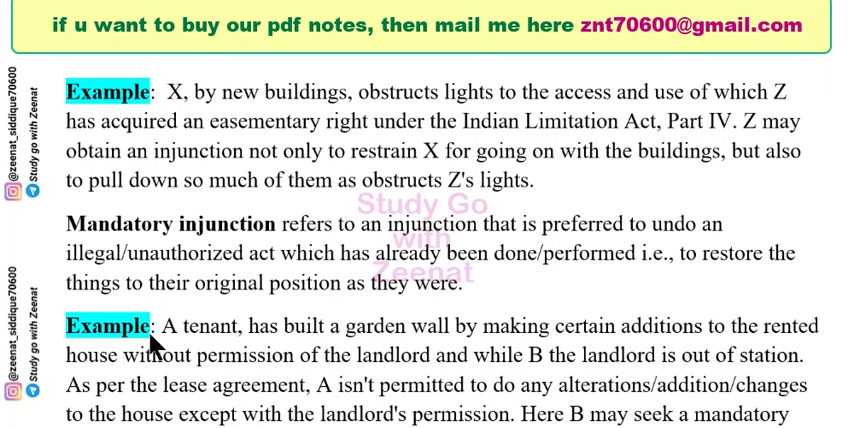 if u want to buy our pdf notes, then mail me here znt70600@gmail.com
@zeenat_siddique70600
Study go with Zeenat
Example: X, by new buildings, obstructs lights to the access and use of which Z
has acquired an easementary right under the Indian Limitation Act, Part IV. Z may
obtain an injunction not only to restrain X for going on with the buildings, but also
to pull down so much of them as obstructs Z's lights.
Study Go
with
Zeenat
Mandatory injunction refers to an injunction that is preferred to undo an
illegal/unauthorized act which has already been done/performed i.e., to restore the
things to their original position as they were.
@zeenat_siddique70600
Study go with Zeenat
Example: A tenant, has built a garden wall by making certain additions to the rented
house without permission of the landlord and while B the landlord is out of station.
As per the lease agreement, A isn't permitted to do any alterations/addition/changes
to the house except with the landlord's permission. Here B may seek a mandatory